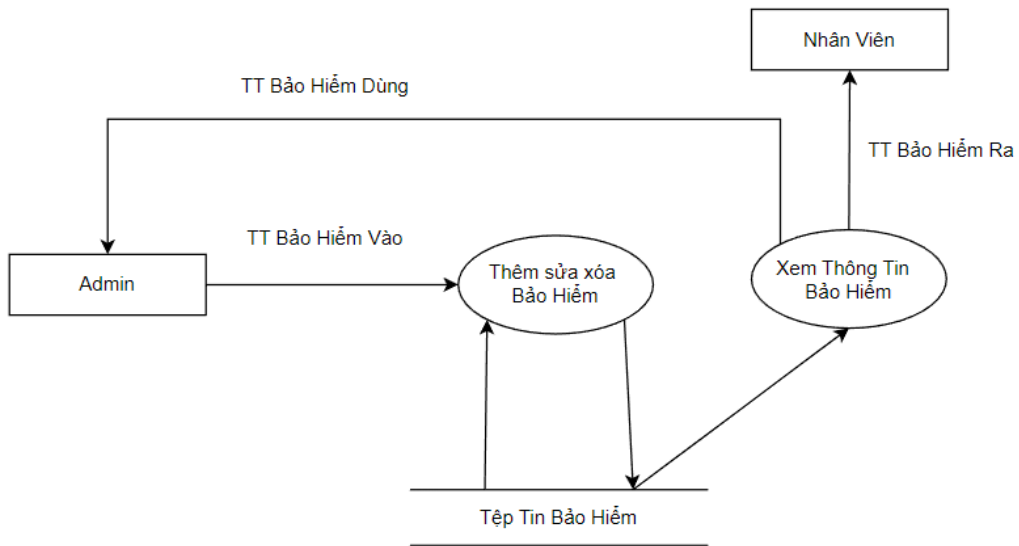 Nhân Viên
TT Bảo Hiểm Dùng
TT Bảo Hiểm Ra
TT Bảo Hiểm Vào
Admin
Thêm sửa xóa
Bảo Hiểm
Xem Thông Tin
Bảo Hiểm
Tệp Tin Bảo Hiểm